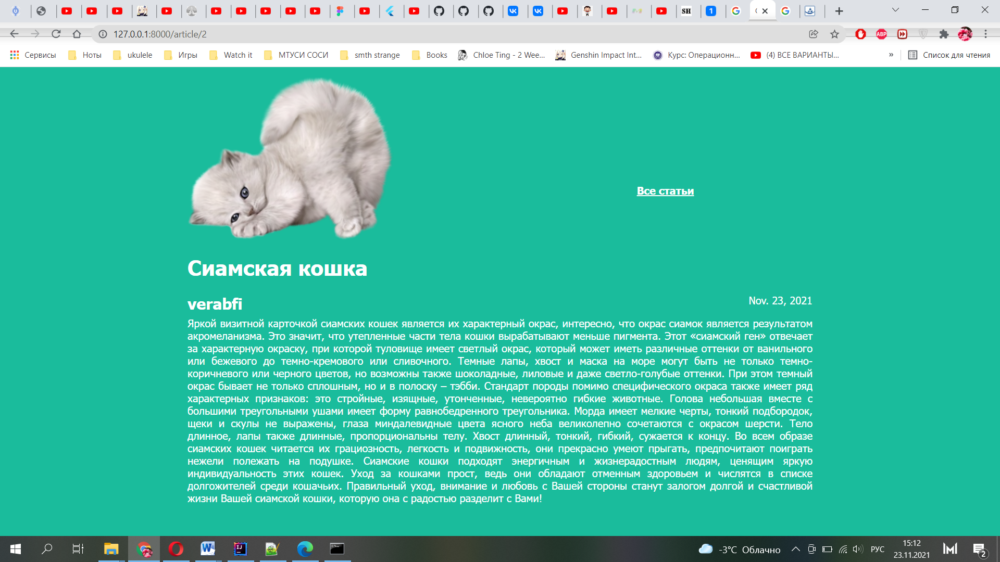 127.0.0.1:8000/article/2
Сервисы
Ноты
ukulele
Игры
Watch it
МТУСИ СОСИ
smth strange
Books
Chloe Ting - 2 Wee...
Genshin Impact Int...
Курс: Операционн...
(4) ВСЕ ВАРИАНТЫ...
»
Список для чтения
Все статьи
Сиамская кошка
verabfi
Nov. 23, 2021
Яркой визитной карточкой сиамских кошек является их характерный окрас, интересно, что окрас сиамок является результатом
акромеланизма. Это значит, что утепленные части тела кошки вырабатывают меньше пигмента. Этот «сиамский ген» отвечает
за характерную окраску, при которой туловище имеет светлый окрас, который может иметь различные оттенки от ванильного
или бежевого до темно-кремового или сливочного. Темные лапы, хвост и маска на море могут быть не только темно-
коричневого или черного цветов, но возможны также шоколадные, лиловые и даже светло-голубые оттенки. При этом темный
окрас бывает не только сплошным, но и в полоску – тэбби. Стандарт породы помимо специфического окраса также имеет ряд
характерных признаков: это стройные, изящные, утонченные, невероятно гибкие животные. Голова небольшая вместе с
большими треугольными ушами имеет форму равнобедренного треугольника. Морда имеет мелкие черты, тонкий подбородок,
щеки и скулы не выражены, глаза миндалевидные цвета ясного неба великолепно сочетаются с окрасом шерсти. Тело
длинное, лапы также длинные, пропорциональны телу. Хвост длинный, тонкий, гибкий, сужается к концу. Во всем образе
сиамских кошек читается их грациозность, легкость и подвижность, они прекрасно умеют прыгать, предпочитают поиграть
нежели полежать на подушке. Сиамские кошки подходят энергичным и жизнерадостным людям, ценящим яркую
индивидуальность этих кошек. Уход за кошками прост, ведь они обладают отменным здоровьем и числятся в списке
долгожителей среди кошачьих. Правильный уход, внимание и любовь с Вашей стороны станут залогом долгой и счастливой
жизни Вашей сиамской кошки, которую она с радостью разделит с Вами!
-3°C Облачно
РУС
15:12
23.11.2021
2